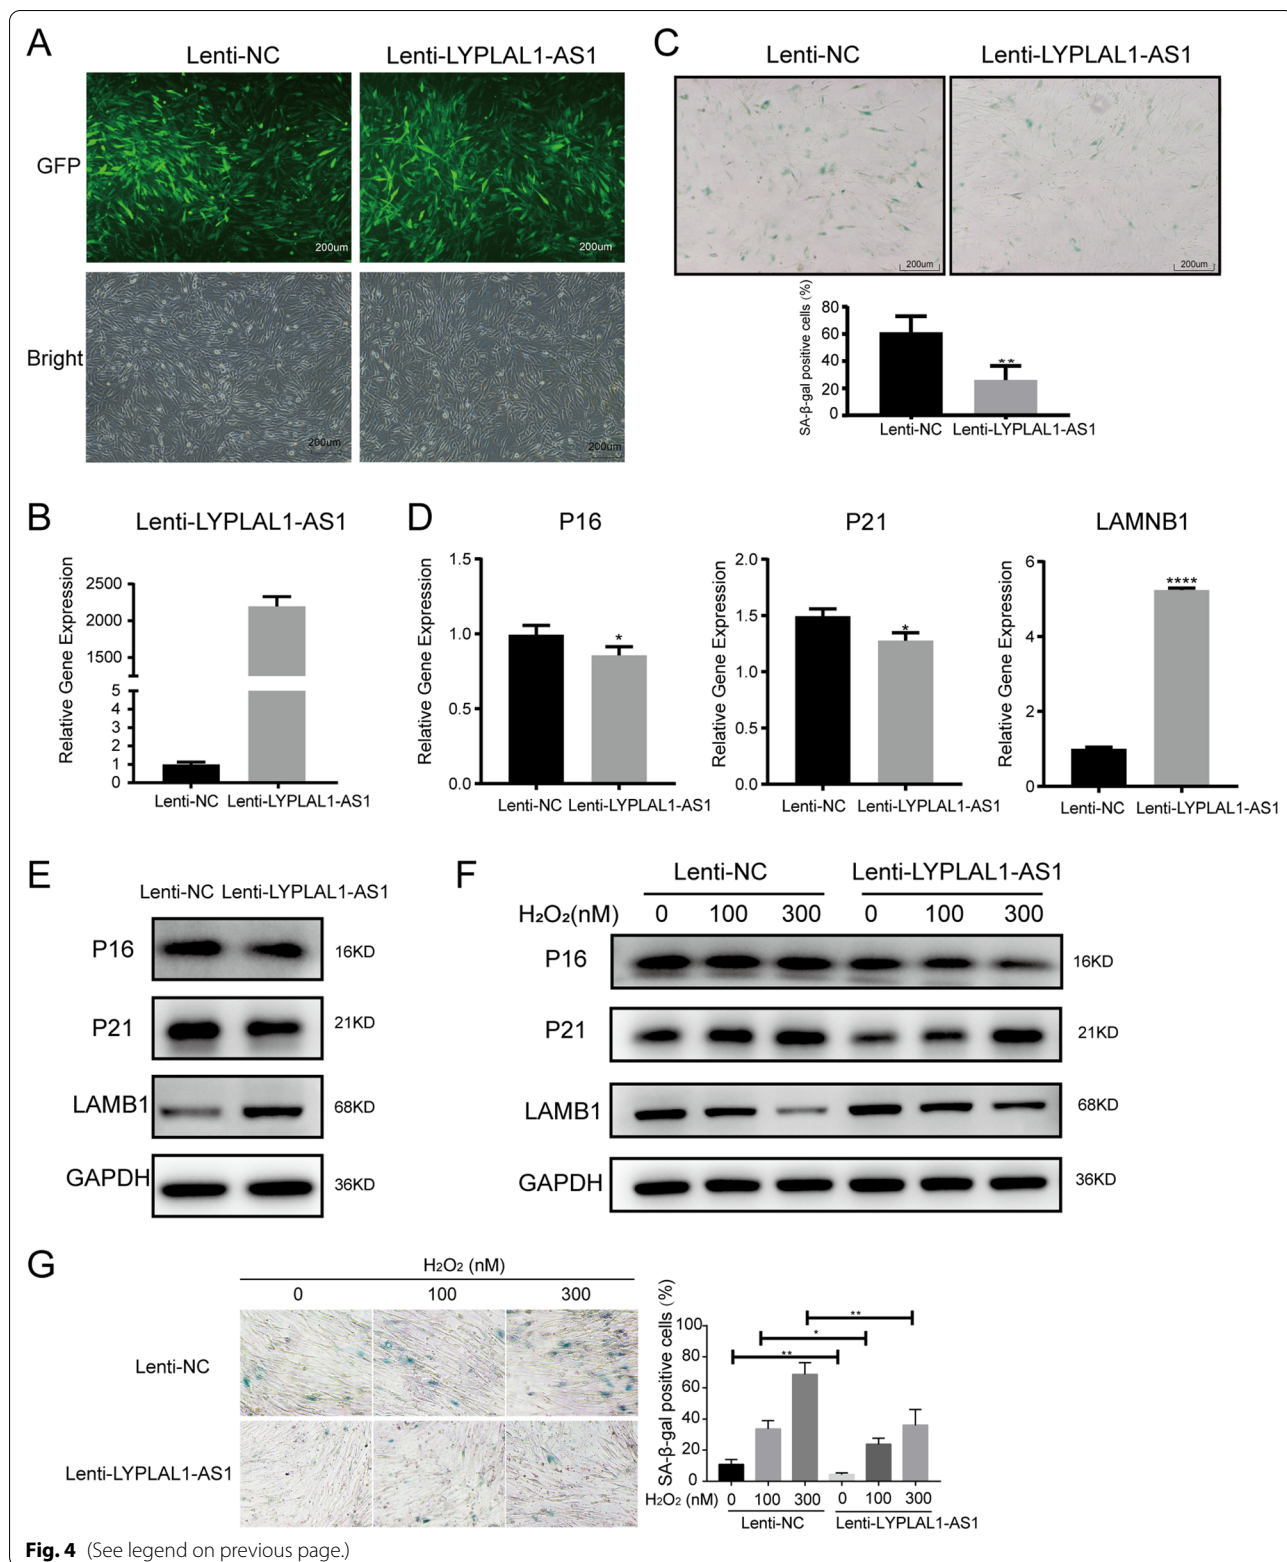 A
Lenti-NC Lenti-LYPLAL1-AS1
GFP
200um 200um
Bright
200um 200um
C
Lenti-NC Lenti-LYPLAL1-AS1
200um 200um
SA-β-gal positive cells (%)
80
60
40
20
0
**
Lenti-NC Lenti-LYPLAL1-AS1
B
Lenti-LYPLAL1-AS1
Relative Gene Expression
2500
2000
1500
5
4
3
2
1
0
Lenti-NC Lenti-LYPLAL1-AS1
D
P16
Relative Gene Expression
1.5
1.0
0.5
0.0
*
Lenti-NC Lenti-LYPLAL1-AS1
P21
Relative Gene Expression
2.0
1.5
1.0
0.5
0.0
*
Lenti-NC Lenti-LYPLAL1-AS1
LAMNB1
Relative Gene Expression
6
4
2
0
****
Lenti-NC Lenti-LYPLAL1-AS1
E
Lenti-NC Lenti-LYPLAL1-AS1
P16 16KD
P21 21KD
LAMB1 68KD
GAPDH 36KD
F
Lenti-NC Lenti-LYPLAL1-AS1
H₂O₂(nM) 0 100 300 0 100 300
P16 16KD
P21 21KD
LAMB1 68KD
GAPDH 36KD
G
H₂O₂ (nM)
0 100 300
Lenti-NC
Lenti-LYPLAL1-AS1
SA-β-gal positive cells (%)
100
80
60
40
20
0
**
*
**
H₂O₂ (nM) 0 100 300 0 100 300
Lenti-NC Lenti-LYPLAL1-AS1
Fig. 4 (See legend on previous page.)